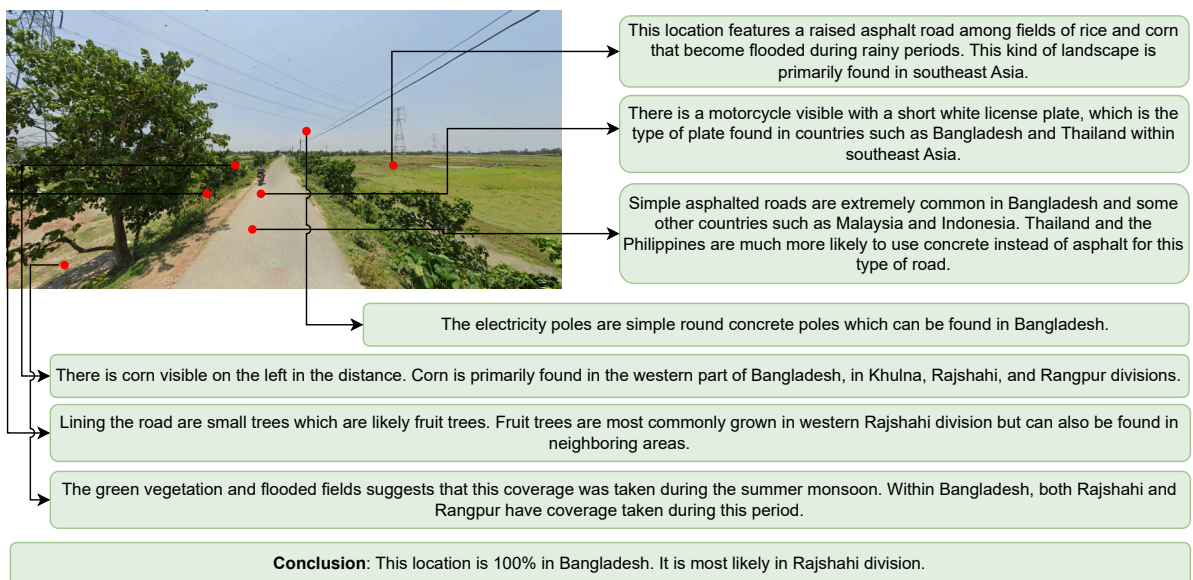 This location features a raised asphalt road among fields of rice and corn
that become flooded during rainy periods. This kind of landscape is
primarily found in southeast Asia.
There is a motorcycle visible with a short white license plate, which is the
type of plate found in countries such as Bangladesh and Thailand within
southeast Asia.
Simple asphalted roads are extremely common in Bangladesh and some
other countries such as Malaysia and Indonesia. Thailand and the
Philippines are much more likely to use concrete instead of asphalt for this
type of road.
The electricity poles are simple round concrete poles which can be found in Bangladesh.
There is corn visible on the left in the distance. Corn is primarily found in the western part of Bangladesh, in Khulna, Rajshahi, and Rangpur divisions.
Lining the road are small trees which are likely fruit trees. Fruit trees are most commonly grown in western Rajshahi division but can also be found in
neighboring areas.
The green vegetation and flooded fields suggests that this coverage was taken during the summer monsoon. Within Bangladesh, both Rajshahi and
Rangpur have coverage taken during this period.
Conclusion: This location is 100% in Bangladesh. It is most likely in Rajshahi division.